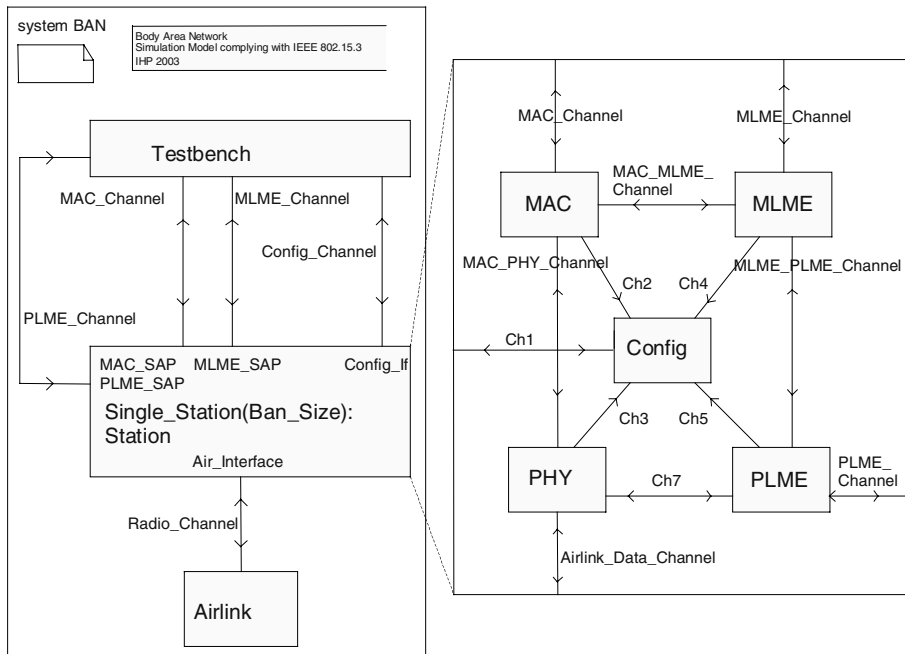 system BAN
Body Area Network
Simulation Model complying with IEEE 802.15.3
IHP 2003
Testbench
MAC_Channel
MLME_Channel
Config_Channel
PLME_Channel
MAC_SAP
MLME_SAP
Config_If
PLME_SAP
Single_Station(Ban_Size):
Station
Air_Interface
Radio_Channel
Airlink
MAC_Channel
MLME_Channel
MAC_MLME_
Channel
MAC
MLME
MAC_PHY_Channel
MLME_PLME_Channel
Ch2
Ch4
Ch1
Config
Ch3
Ch5
PHY
Ch7
PLME
PLME_
Channel
Airlink_Data_Channel